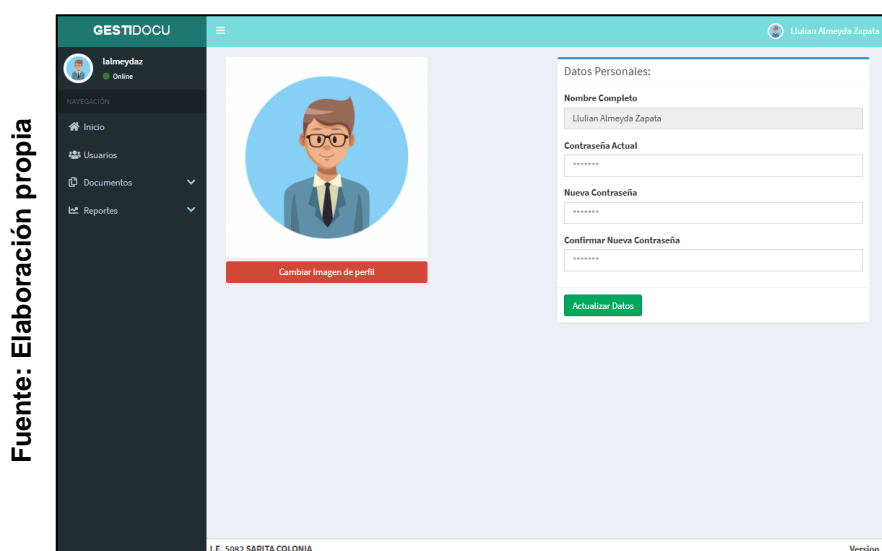 Fuente: Elaboración propia
GESTIDOCU
Llulian Almeyda Zapata
lalmeydaz
Online
NAVEGACIÓN
Inicio
Usuarios
Documentos
Reportes
Cambiar Imagen de perfil
Datos Personales:
Nombre Completo
Llulian Almeyda Zapata
Contraseña Actual
*******
Nueva Contraseña
*******
Confirmar Nueva Contraseña
*******
Actualizar Datos
I.E. 5082 SARITA COLONIA
Version